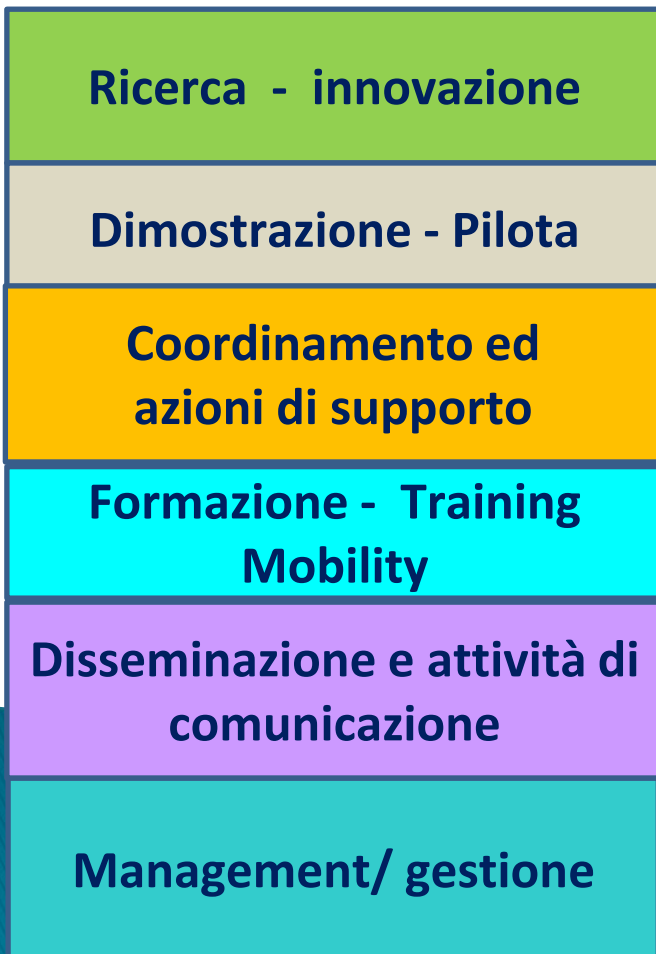 Ricerca - innovazione
Dimostrazione - Pilota
Coordinamento ed
azioni di supporto
Formazione - Training
Mobility
Disseminazione e attività di
comunicazione
Management/ gestione